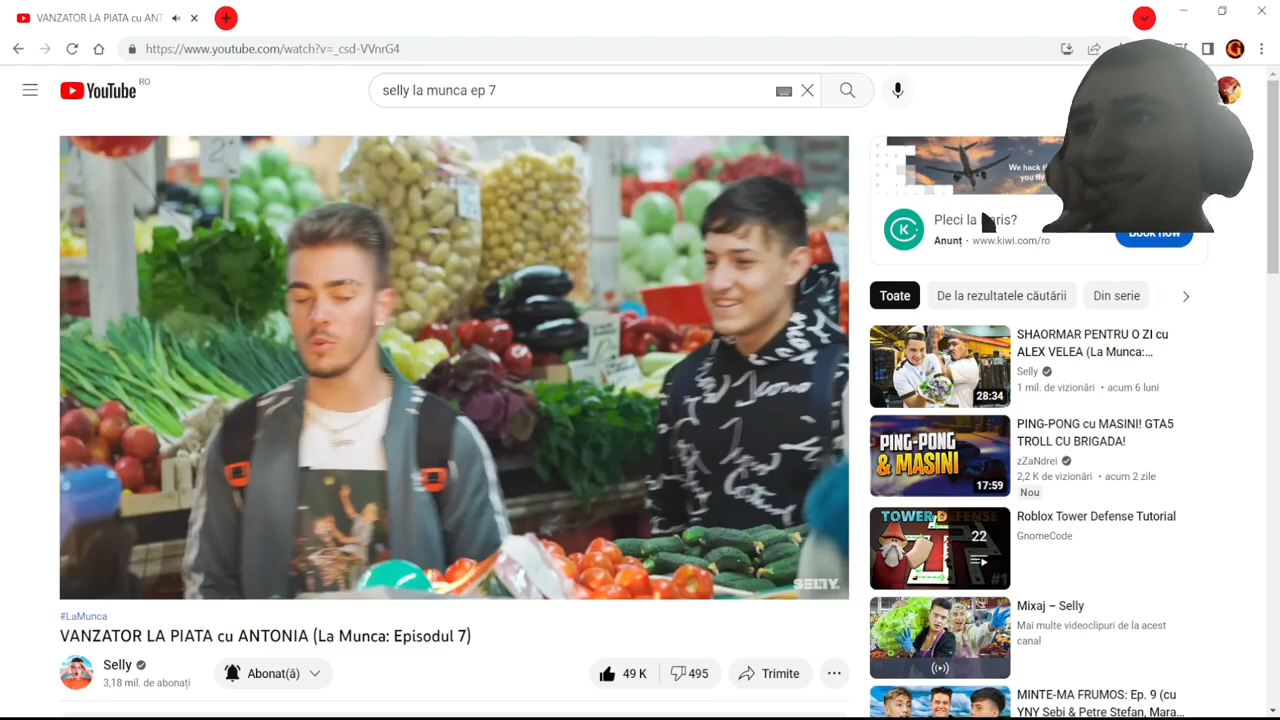 VANZATOR LA PIATA cu ANT
https://www.youtube.com/watch?v=_csd-VVnrG4
YouTube RO
selly la munca ep 7
We hack the
you fly
Pleci la
Anunț · www.kiwi.com/ro
Book now
Toate
De la rezultatele căutării
Din serie
SELLY.
SHAORMAR PENTRU O ZI cu
ALEX VELEA (La Munca:...
Selly
1 mil. de vizionări · acum 6 luni
28:34
PING-PONG
& MASINI
17:59
PING-PONG cu MASINI! GTA5
TROLL CU BRIGADA!
zZaNdrei
2,2 K de vizionări · acum 2 zile
Nou
TOWER DEFENSE
22
#1
Roblox Tower Defense Tutorial
GnomeCode
Mixaj – Selly
Mai multe videoclipuri de la acest
canal
MINTE-MA FRUMOS: Ep. 9 (cu
YNY Sebi & Petre Stefan, Mara...
#LaMunca
VANZATOR LA PIATA cu ANTONIA (La Munca: Episodul 7)
Selly
3,18 mil. de abonați
Abonat(ă)
49 K
495
Trimite